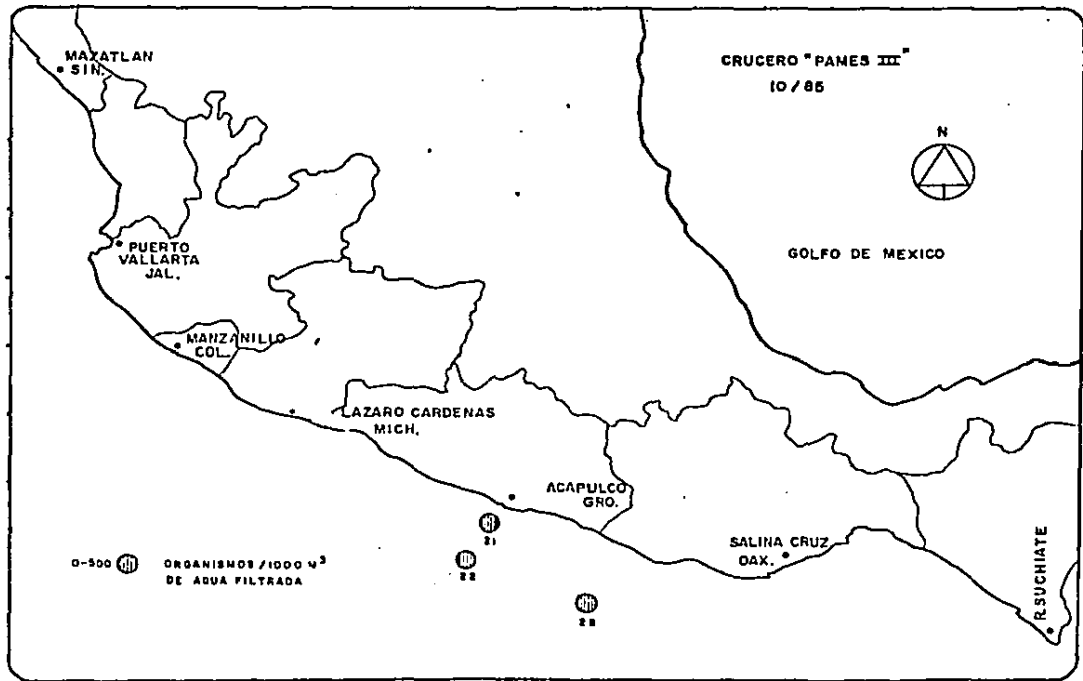 MAZATLAN
SIN.
CRUCERO "PAMES III"
10/85
N
PUERTO
VALLARTA
JAL.
GOLFO DE MEXICO
MANZANILLO
COL.
LAZARO CARDENAS
MICH.
ACAPULCO
GRO.
21
SALINA CRUZ
OAX.
0-500 ORGANISMOS/1000 M³
DE AGUA FILTRADA
22
R.SUCHIATE